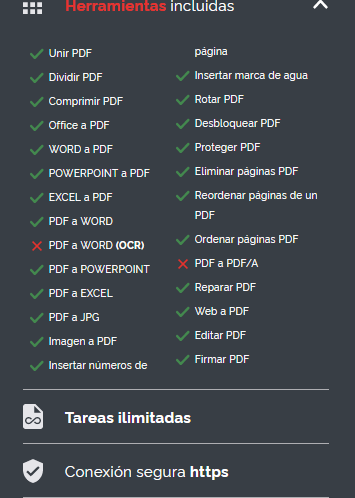 Herramientas incluidas
Unir PDF
Dividir PDF
Comprimir PDF
Office a PDF
WORD a PDF
POWERPOINT a PDF
EXCEL a PDF
PDF a WORD
PDF a WORD (OCR)
PDF a POWERPOINT
PDF a EXCEL
PDF a JPG
Imagen a PDF
Insertar números de
página
Insertar marca de agua
Rotar PDF
Desbloquear PDF
Proteger PDF
Eliminar páginas PDF
Reordenar páginas de un
PDF
Ordenar páginas PDF
PDF a PDF/A
Reparar PDF
Web a PDF
Editar PDF
Firmar PDF
Tareas ilimitadas
Conexión segura https